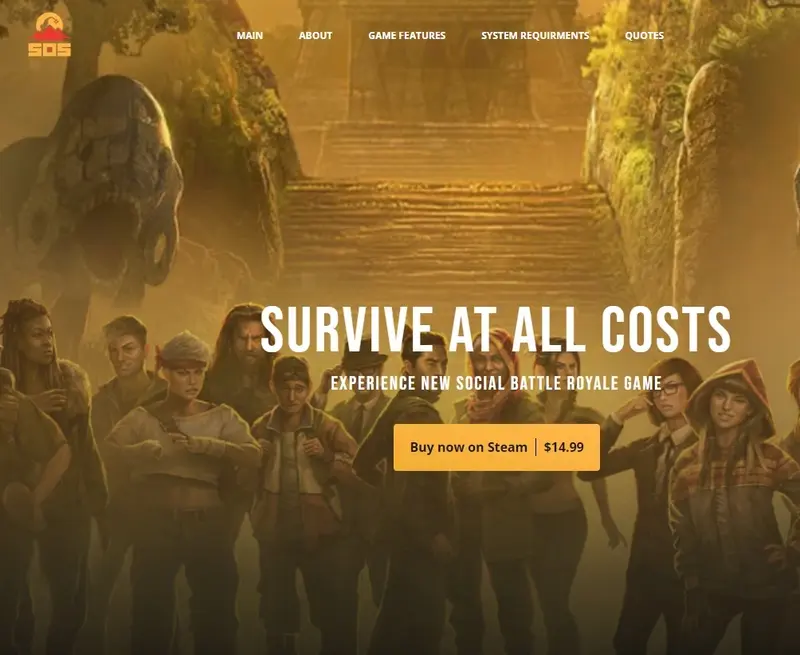 SOS
MAIN ABOUT GAME FEATURES SYSTEM REQUIRMENTS QUOTES
SURVIVE AT ALL COSTS
EXPERIENCE NEW SOCIAL BATTLE ROYALE GAME
Buy now on Steam | $14.99